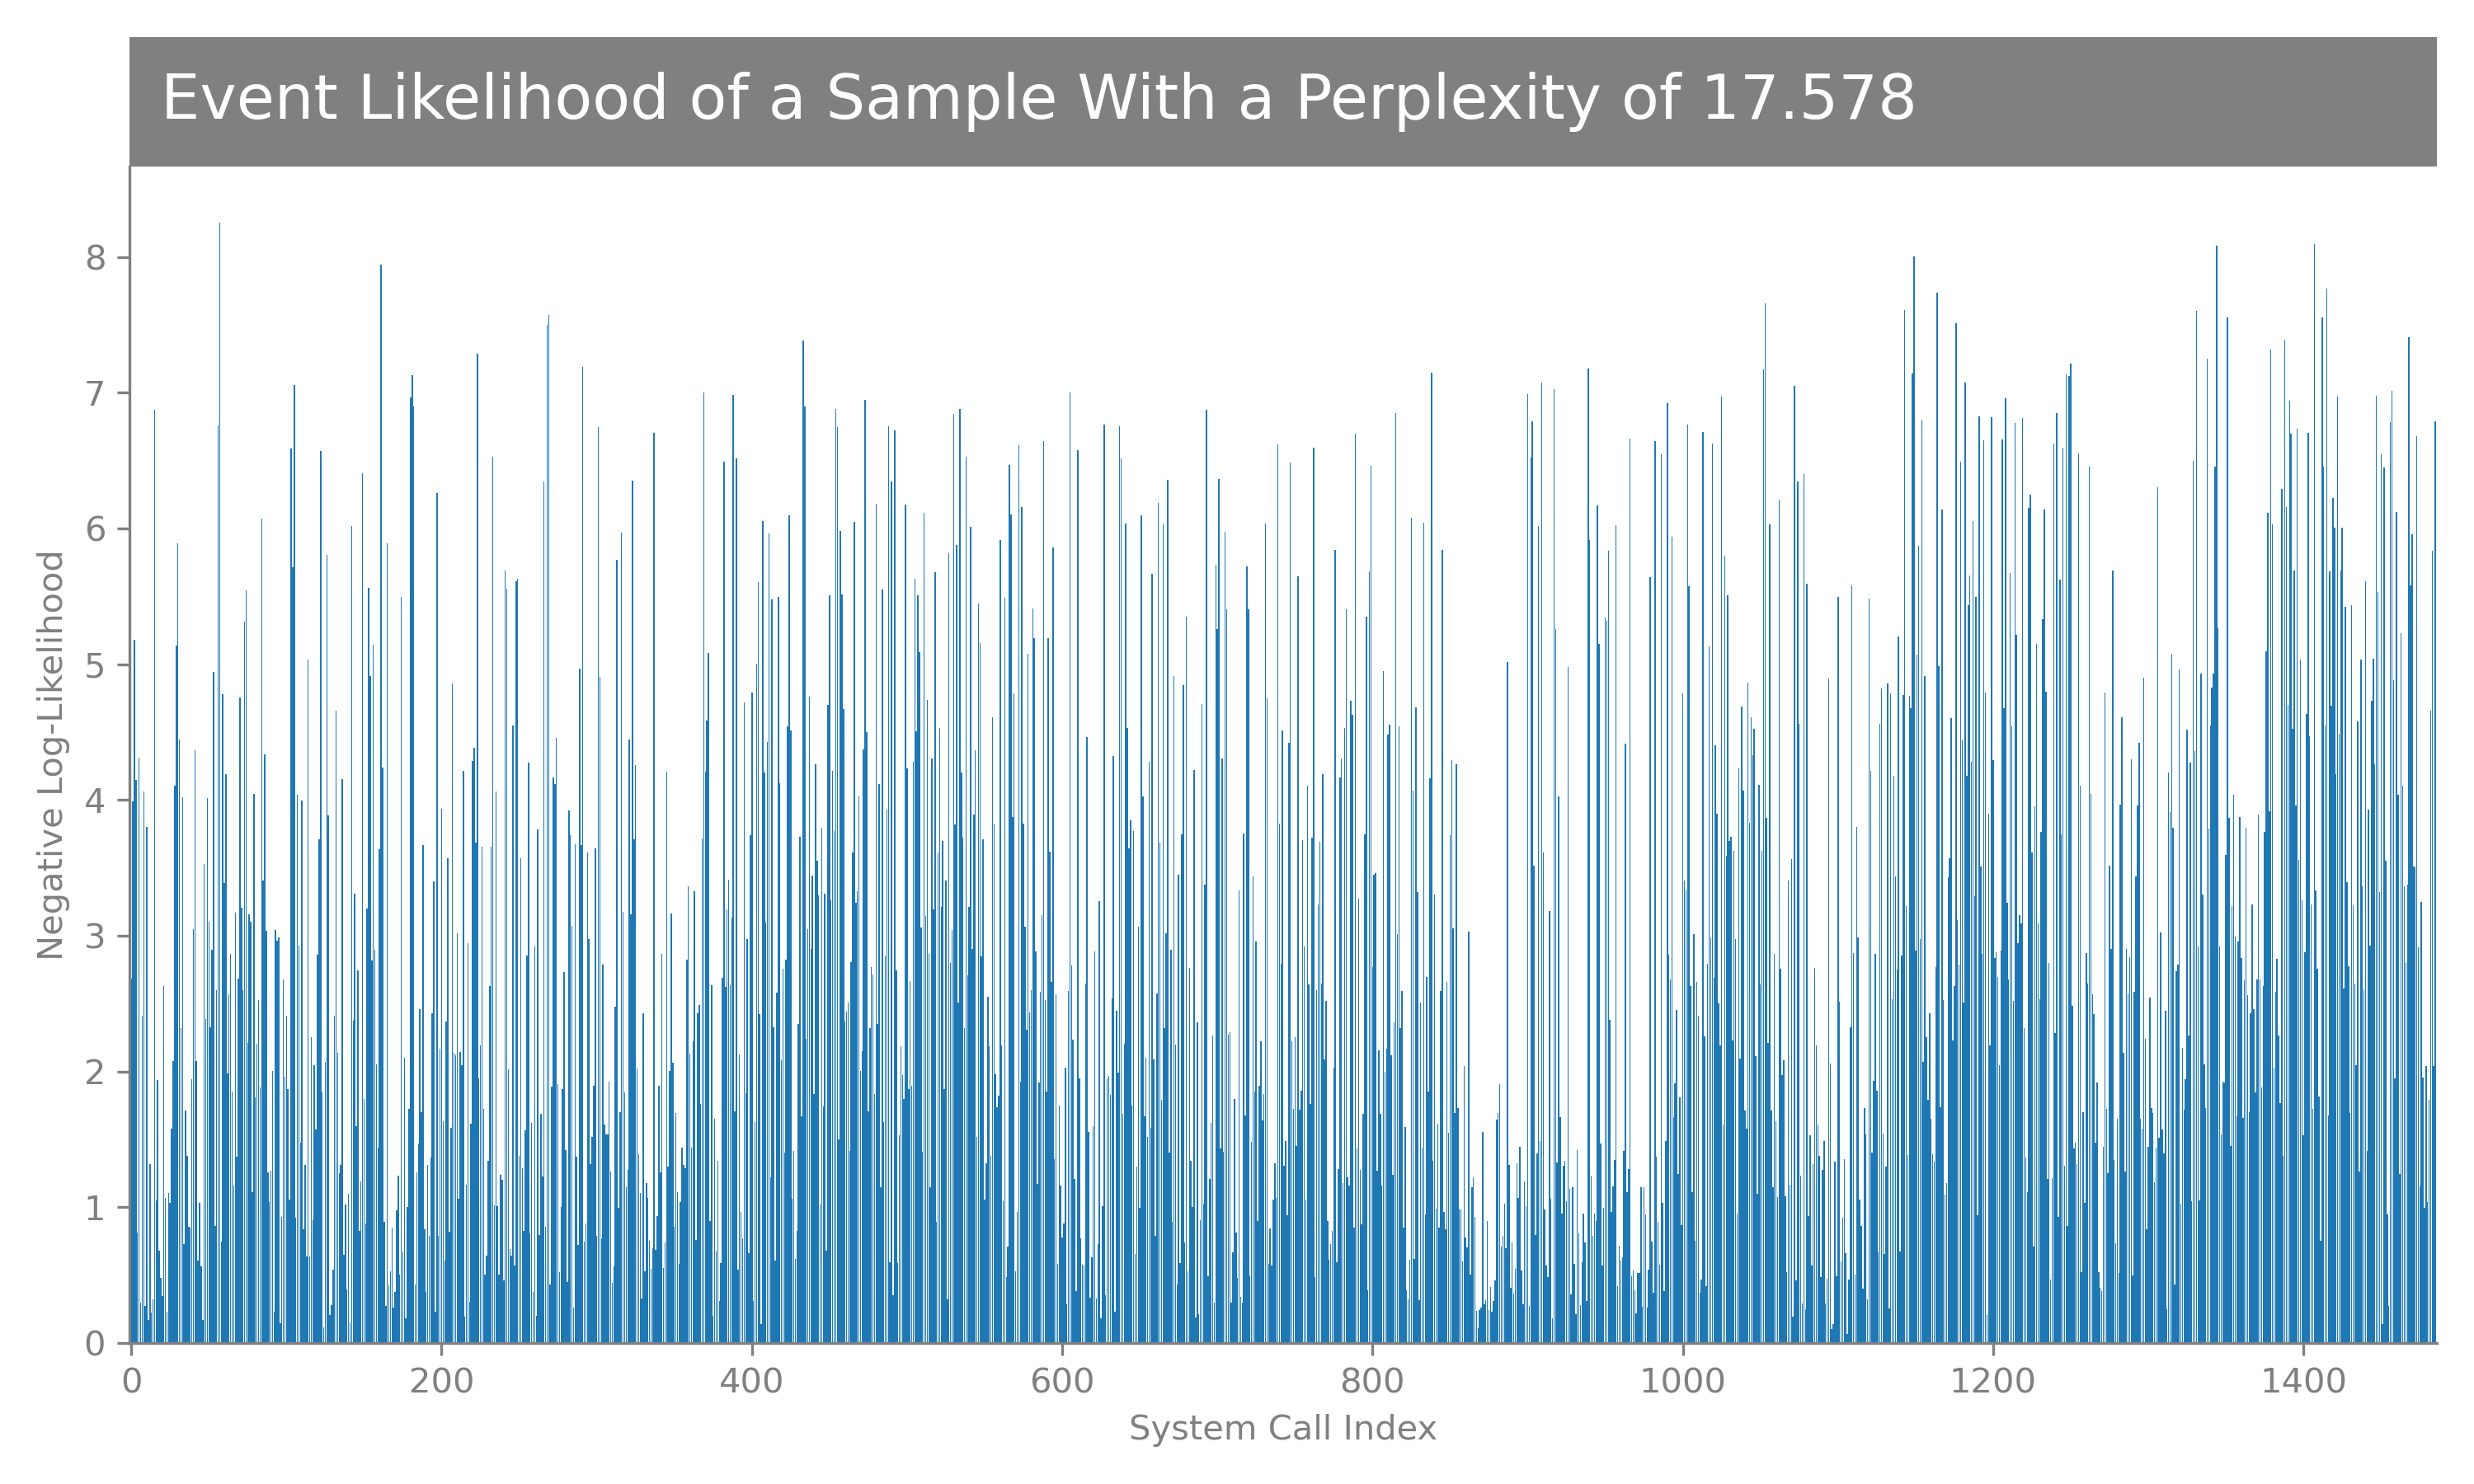 Event Likelihood of a Sample With a Perplexity of 17.578
Negative Log-Likelihood
8
7
6
5
4
3
2
1
0
0 200 400 600 800 1000 1200 1400
System Call Index